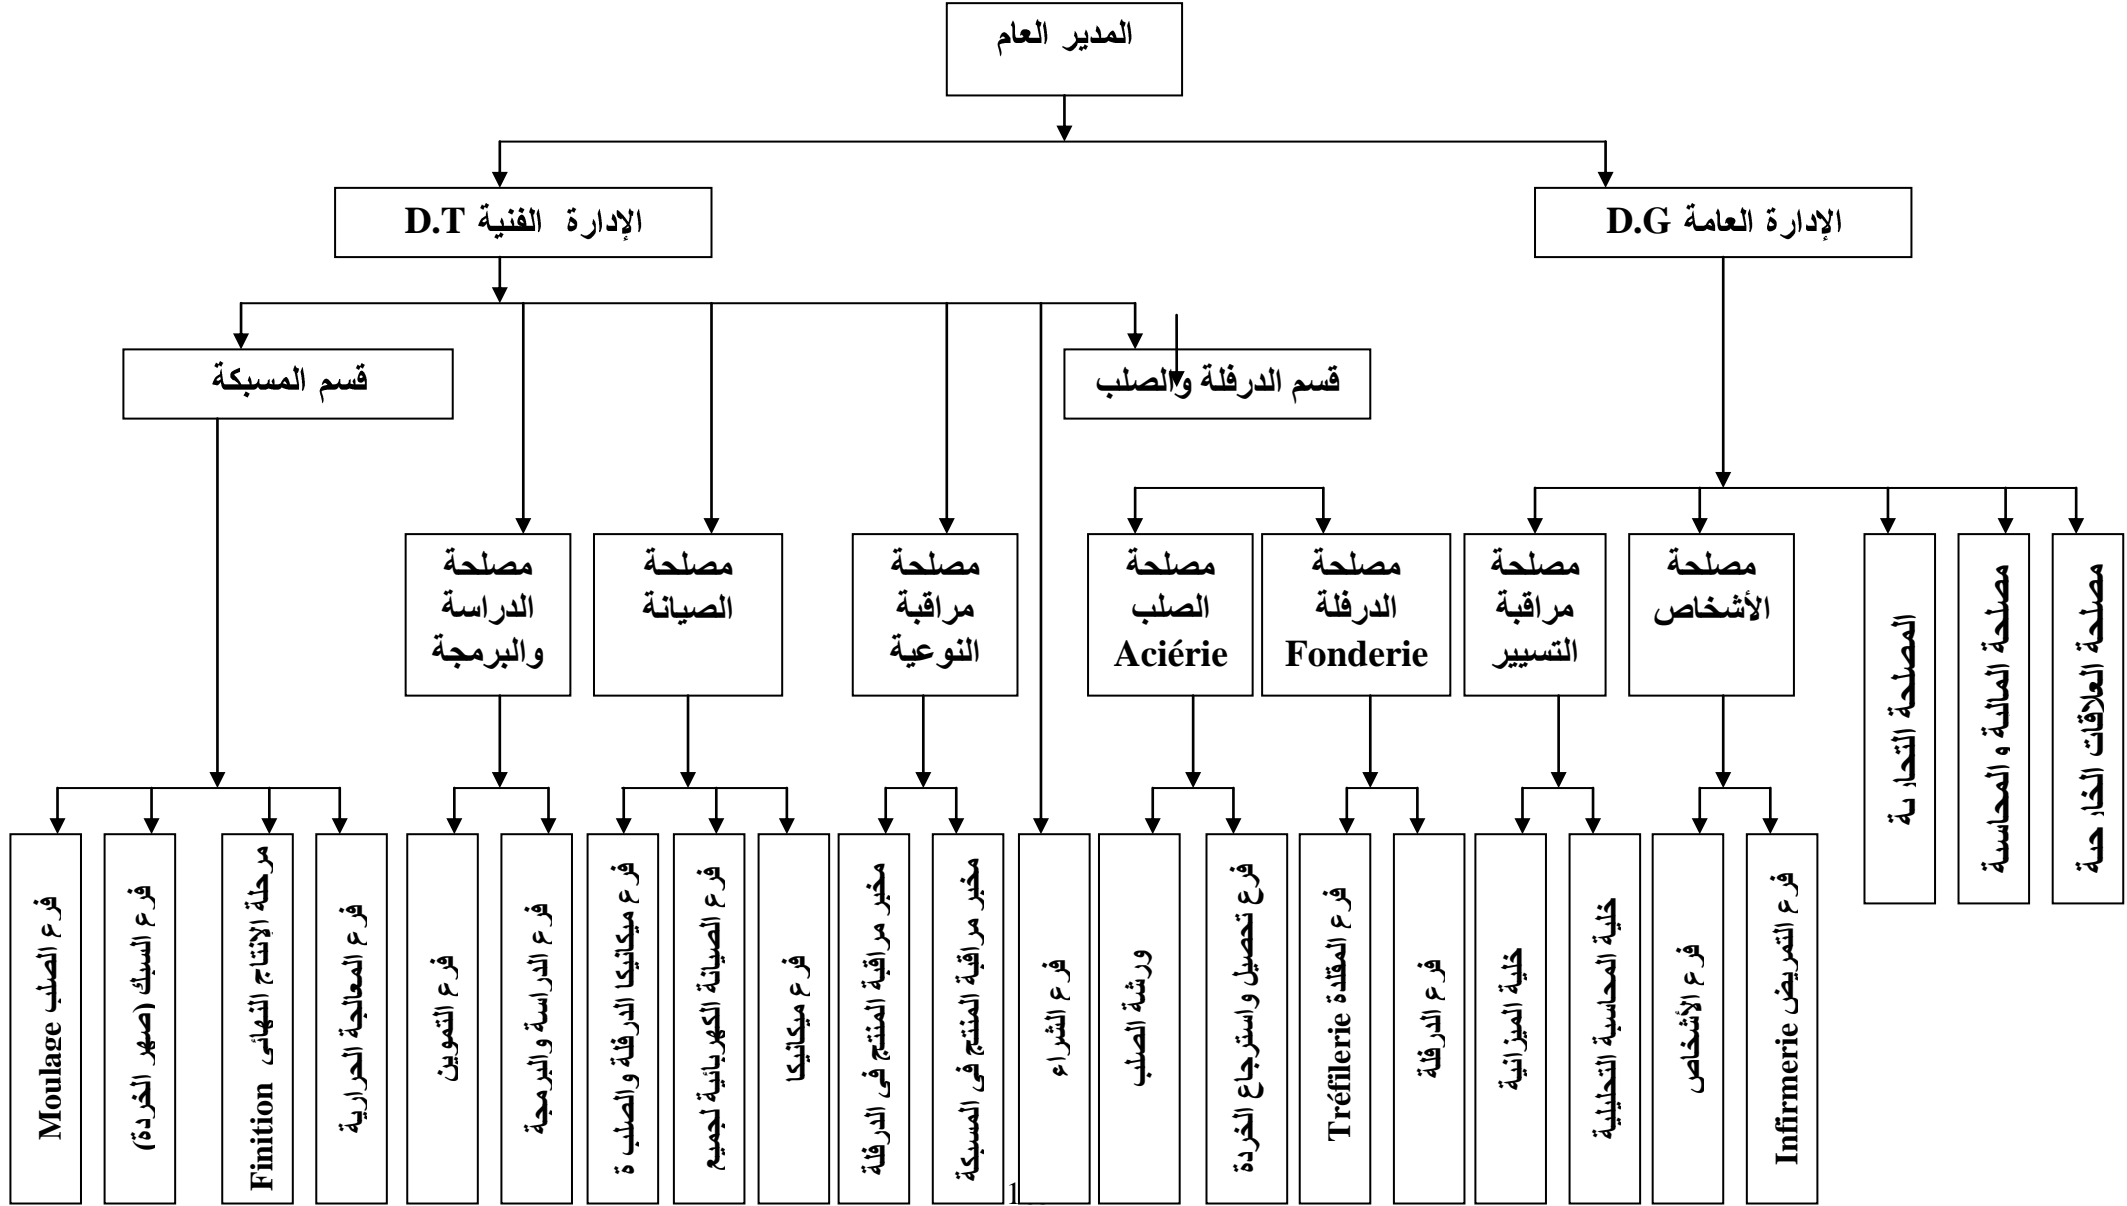 المدير العام
الإدارة العامة D.G
الإدارة الفنية D.T
قسم الدرفلة والصلب
قسم المسبكة
مصلحة العلاقات الخارجية
مصلحة المالية و المحاسبة
المصلحة التجارية
مصلحة
الأشخاص
مصلحة
مراقبة
التسيير
مصلحة
الدرفلة
Fonderie
مصلحة
الصلب
Aciérie
مصلحة
مراقبة
النوعية
مصلحة
الصيانة
مصلحة
الدراسة
والبرمجة
فرع التمريض Infirmerie
فرع الأشخاص
خلية المحاسبة التحليلية
خلية الميزانية
فرع الدرفلة
فرع المقلدة Tréfilerie
فرع تحصيل واسترجاع الخردة
ورشة الصلب
فرع الشراء
مخبر مراقبة المنتج في المسبكة
مخبر مراقبة المنتج في الدرفلة
فرع ميكانيكا
فرع الصيانة الكهربائية لجميع
فرع ميكانيكا الدرفلة والصلب ة
فرع الدراسة والبرمجة
فرع التموين
فرع المعالجة الحرارية
مرحلة الإنتاج النهائي Finition
فرع السبك (صهر الخردة)
فرع الصلب Moulage